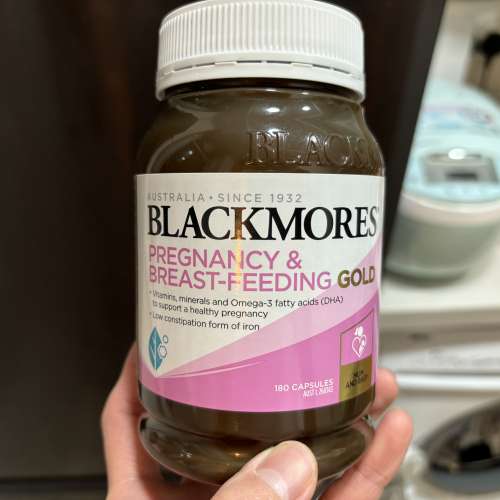 BLACKMORES
AUSTRALIA • SINCE 1932
BLACKMORES
PREGNANCY &
BREAST-FEEDING GOLD
• Vitamins, minerals and Omega-3 fatty acids (DHA)
to support a healthy pregnancy
• Low constipation form of iron
180 CAPSULES